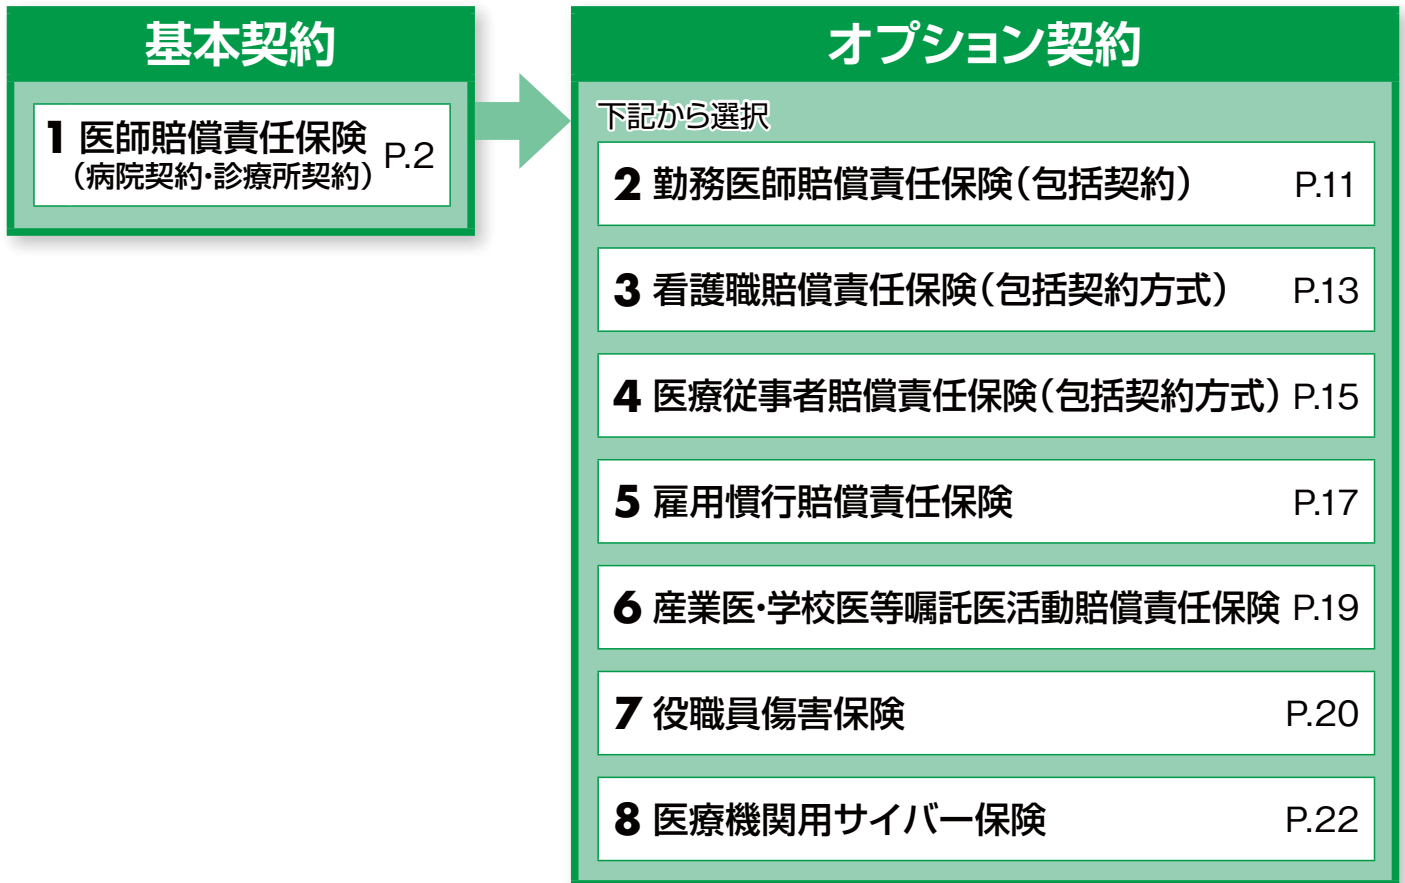 基本契約
1 医師賠償責任保険
(病院契約・診療所契約) P.2
オプション契約
下記から選択
2 勤務医師賠償責任保険(包括契約) P.11
3 看護職賠償責任保険(包括契約方式) P.13
4 医療従事者賠償責任保険(包括契約方式) P.15
5 雇用慣行賠償責任保険 P.17
6 産業医・学校医等嘱託医活動賠償責任保険 P.19
7 役職員傷害保険 P.20
8 医療機関用サイバー保険 P.22